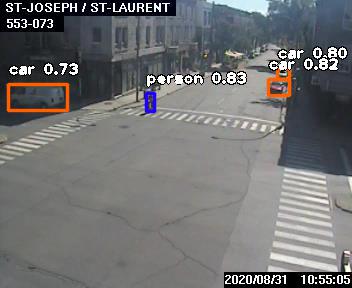 ST-JOSEPH / ST-LAURENT
553-073
car 0.80
car 0.73
car 0.82
person 0.83
2020/08/31 10:55:05